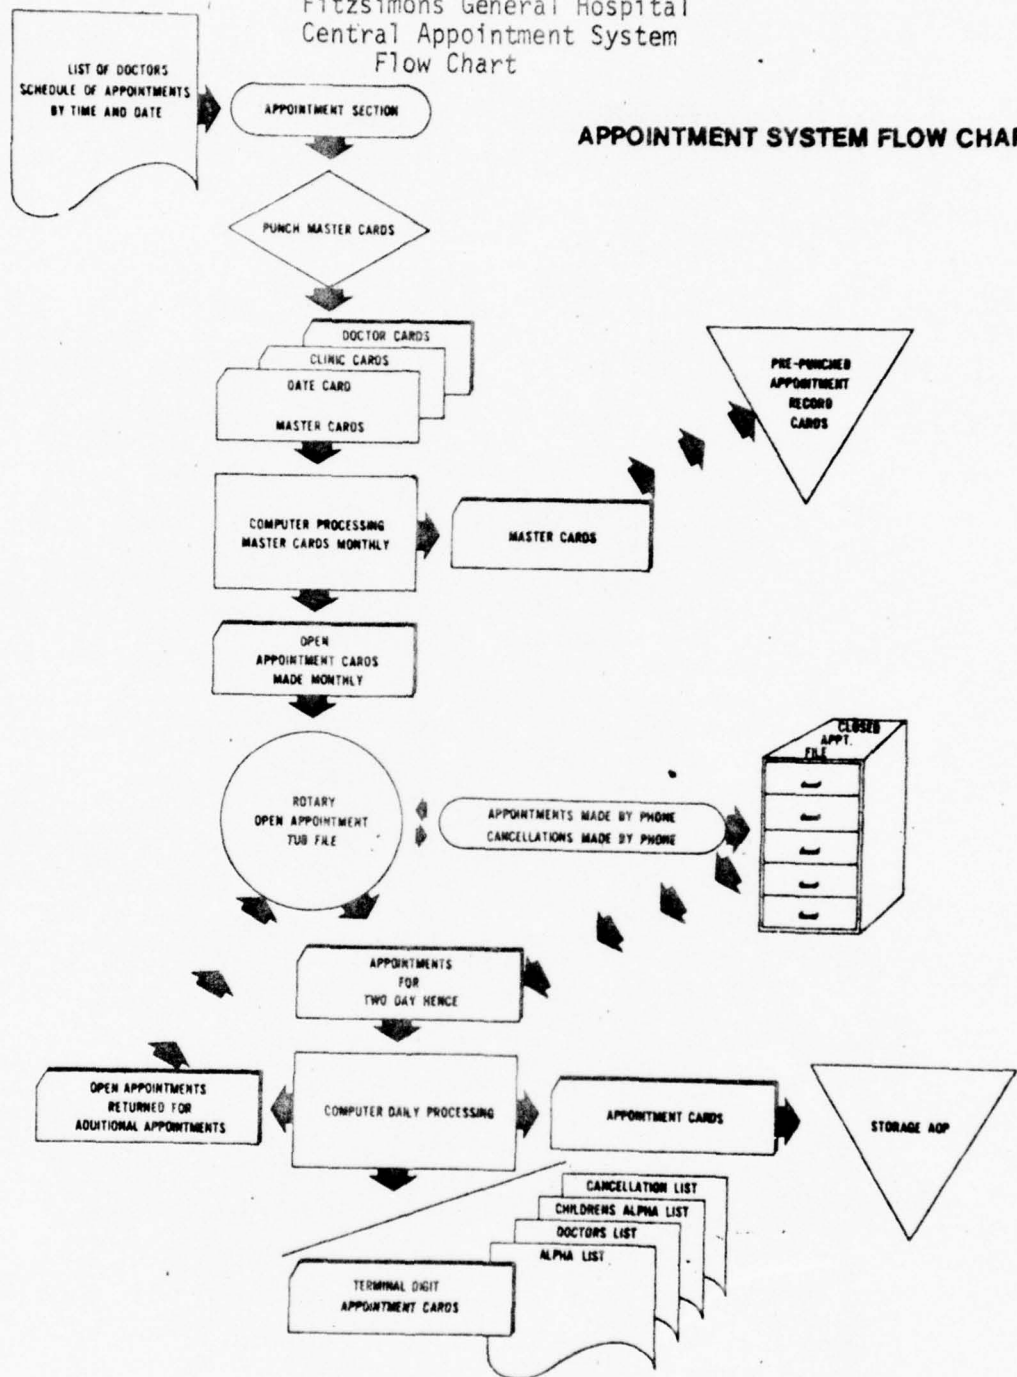 Fitzsimons General Hospital
Central Appointment System
Flow Chart
LIST OF DOCTORS
SCHEDULE OF APPOINTMENTS
BY TIME AND DATE
APPOINTMENT SECTION
APPOINTMENT SYSTEM FLOW CHA
PUNCH MASTER CARDS
DOCTOR CARDS
CLINIC CARDS
DATE CARD
MASTER CARDS
PRE-PUNCHED
APPOINTMENT
RECORD
CARDS
COMPUTER PROCESSING
MASTER CARDS MONTHLY
MASTER CARDS
OPEN
APPOINTMENT CARDS
MADE MONTHLY
CLOSED
APPT.
FILE
ROTARY
OPEN APPOINTMENT
TUB FILE
APPOINTMENTS MADE BY PHONE
CANCELLATIONS MADE BY PHONE
APPOINTMENTS
FOR
TWO DAY HENCE
OPEN APPOINTMENTS
RETURNED FOR
ADUITIONAL APPOINTMENTS
COMPUTER DAILY PROCESSING
APPOINTMENT CARDS
STORAGE AOP
CANCELLATION LIST
CHILDRENS ALPHA LIST
DOCTORS LIST
ALPHA LIST
TERMINAL DIGIT
APPOINTMENT CARDS